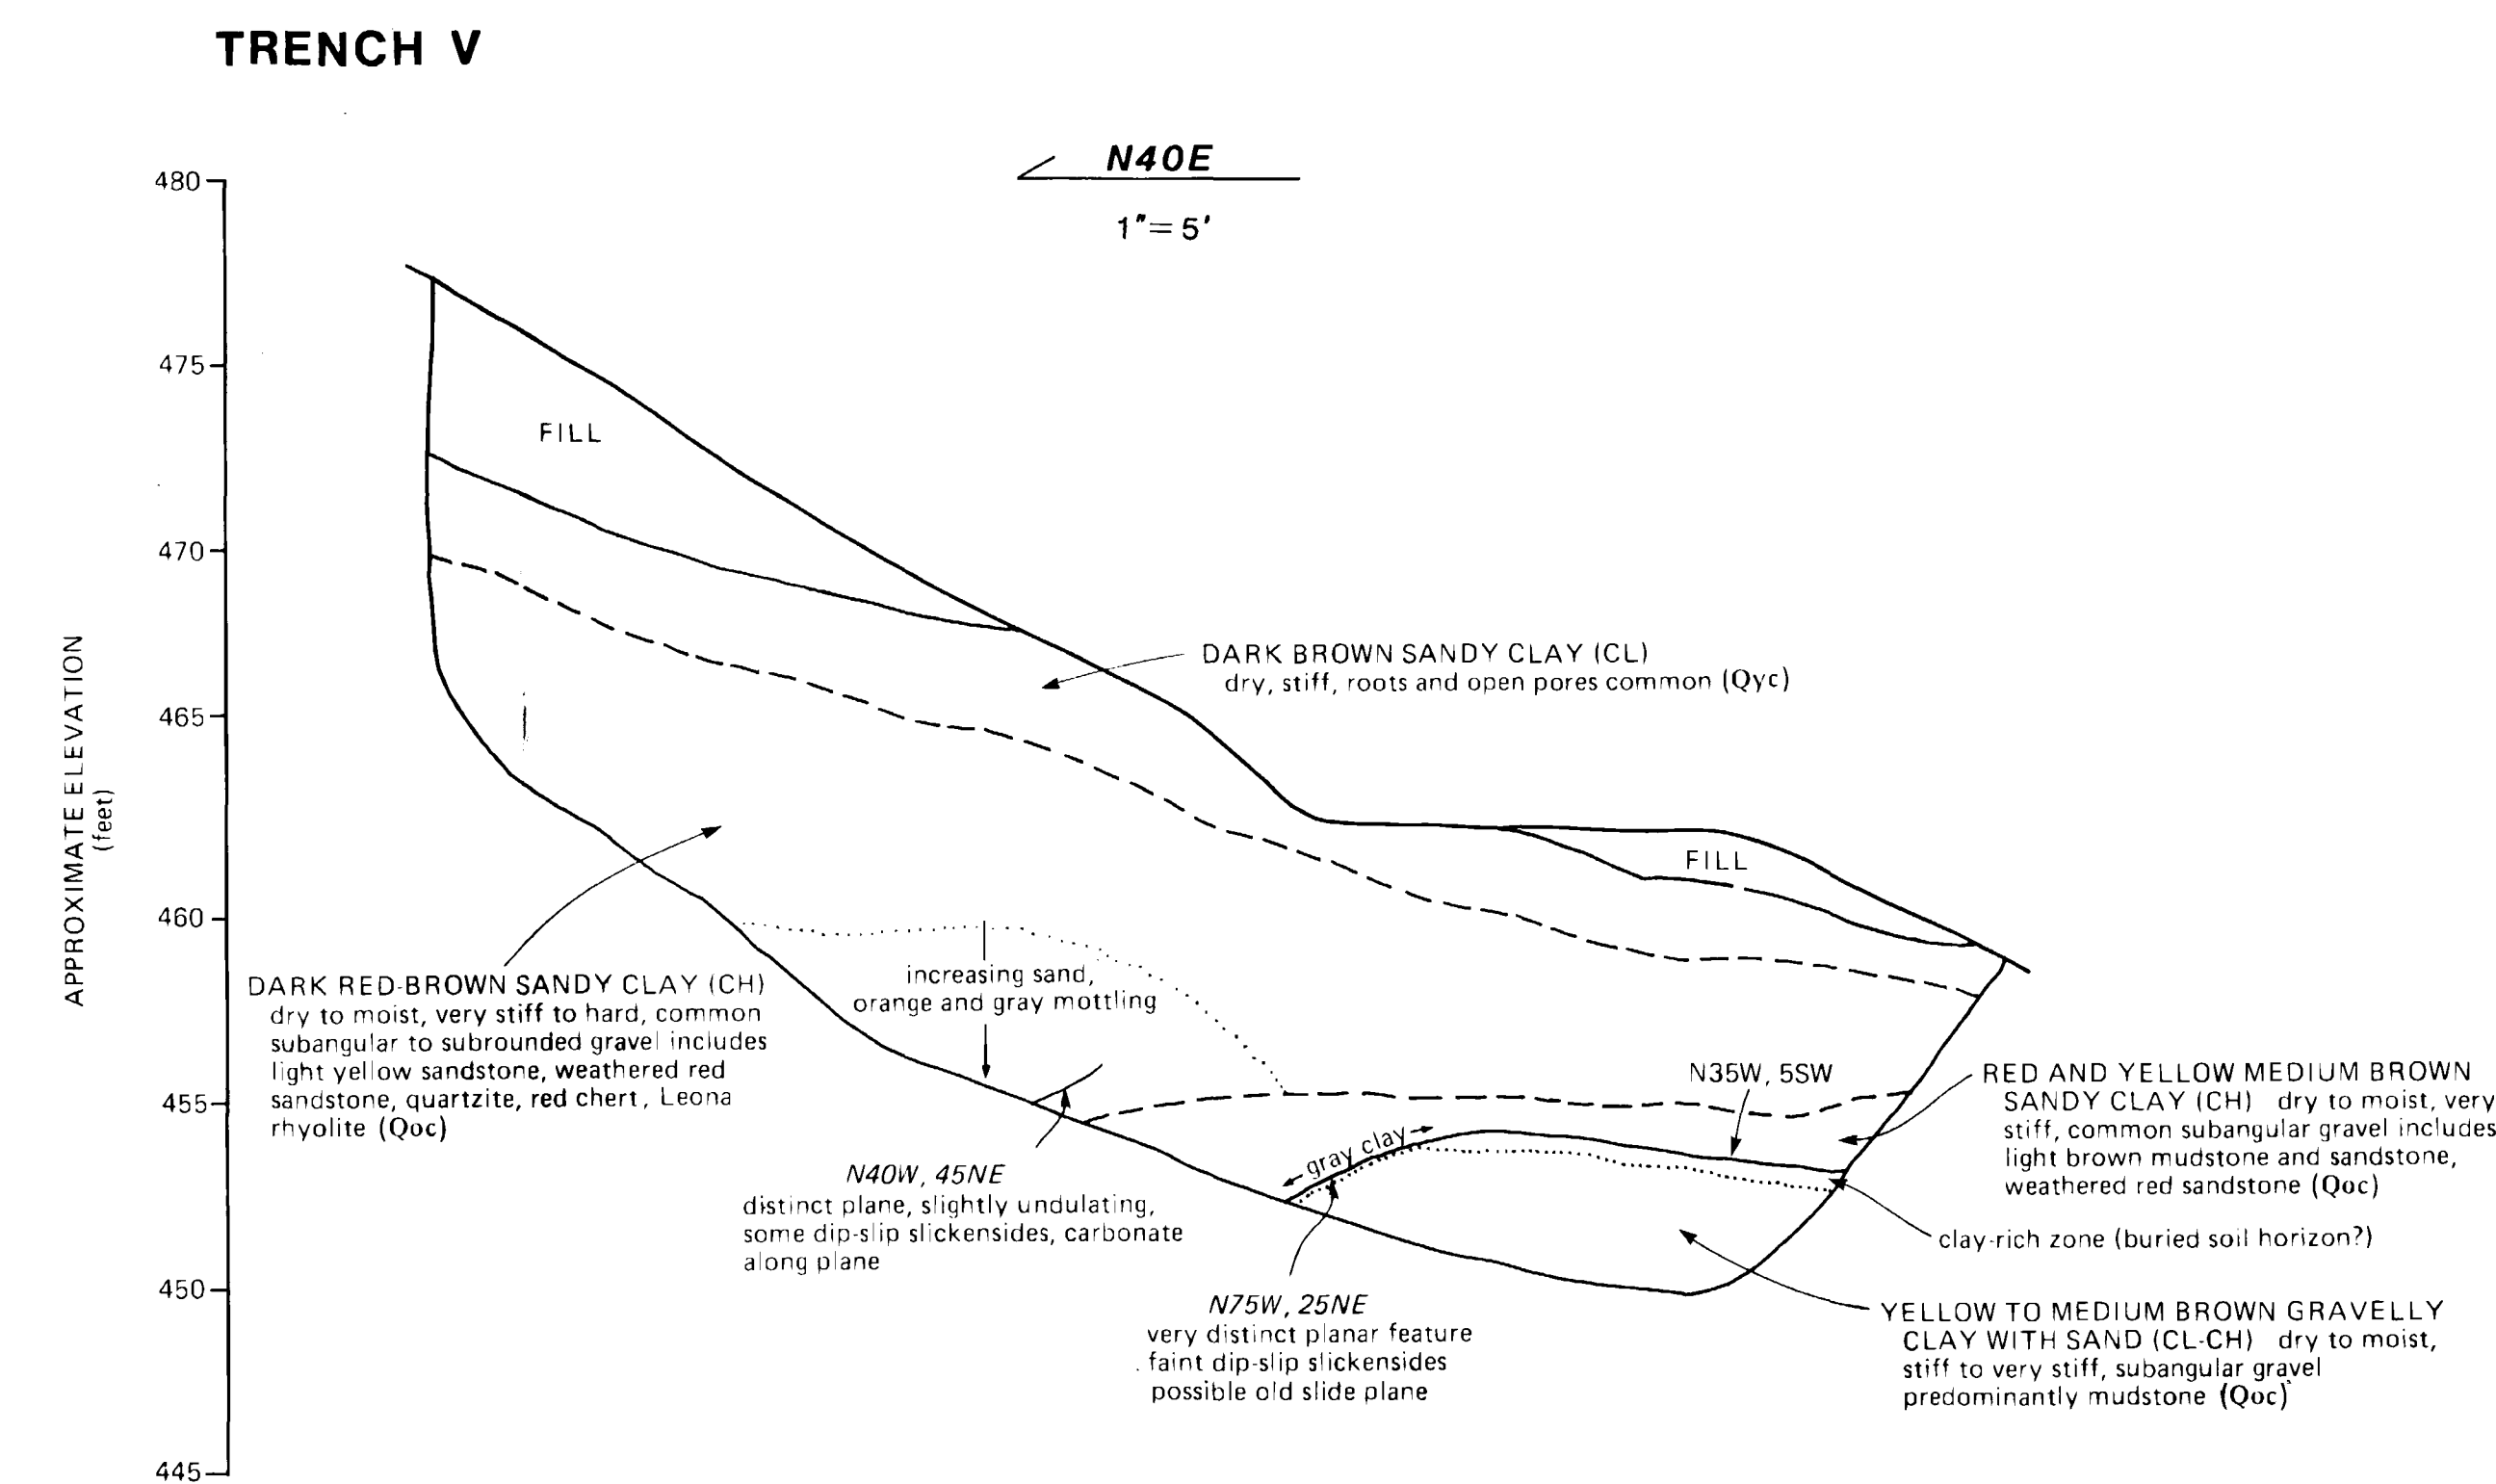 TRENCH V
N40E
1"= 5'
480
475
470
465
460
455
450
445
APPROXIMATE ELEVATION
(feet)
FILL
DARK BROWN SANDY CLAY (CL)
dry, stiff, roots and open pores common (Qyc)
FILL
DARK RED-BROWN SANDY CLAY (CH)
dry to moist, very stiff to hard, common
subangular to subrounded gravel includes
light yellow sandstone, weathered red
sandstone, quartzite, red chert, Leona
rhyolite (Qoc)
increasing sand,
orange and gray mottling
N40W, 45NE
distinct plane, slightly undulating,
some dip-slip slickensides, carbonate
along plane
gray clay
N75W, 25NE
very distinct planar feature
faint dip-slip slickensides
possible old slide plane
N35W, 5SW
RED AND YELLOW MEDIUM BROWN
SANDY CLAY (CH) dry to moist, very
stiff, common subangular gravel includes
light brown mudstone and sandstone,
weathered red sandstone (Qoc)
clay-rich zone (buried soil horizon?)
YELLOW TO MEDIUM BROWN GRAVELLY
CLAY WITH SAND (CL-CH) dry to moist,
stiff to very stiff, subangular gravel
predominantly mudstone (Qoc)